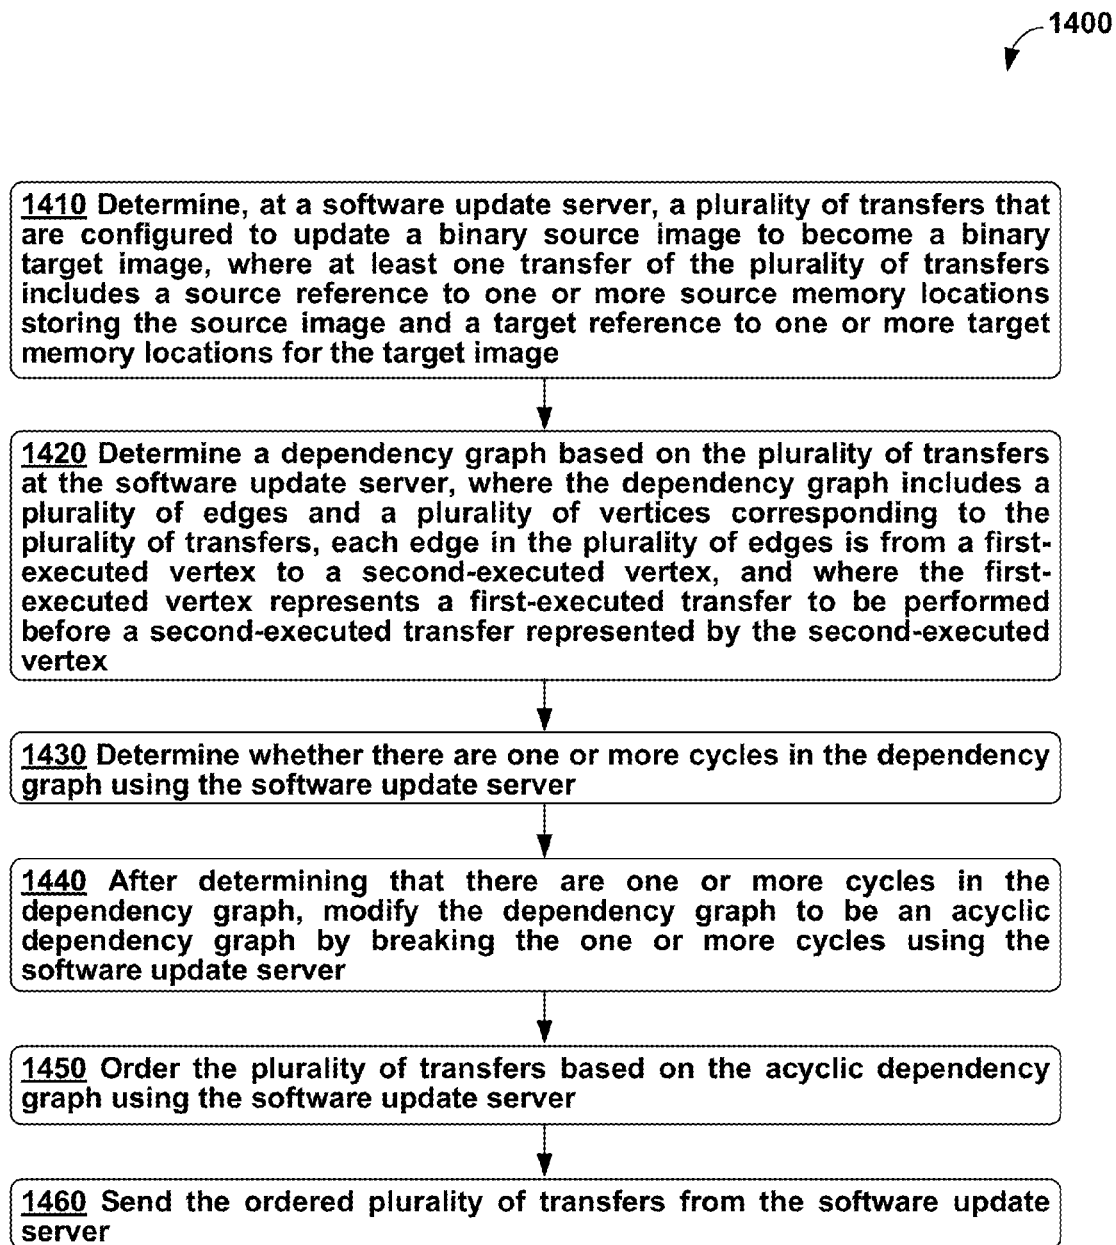 1400
1410 Determine, at a software update server, a plurality of transfers that
are configured to update a binary source image to become a binary
target image, where at least one transfer of the plurality of transfers
includes a source reference to one or more source memory locations
storing the source image and a target reference to one or more target
memory locations for the target image
1420 Determine a dependency graph based on the plurality of transfers
at the software update server, where the dependency graph includes a
plurality of edges and a plurality of vertices corresponding to the
plurality of transfers, each edge in the plurality of edges is from a first-
executed vertex to a second-executed vertex, and where the first-
executed vertex represents a first-executed transfer to be performed
before a second-executed transfer represented by the second-executed
vertex
1430 Determine whether there are one or more cycles in the dependency
graph using the software update server
1440 After determining that there are one or more cycles in the
dependency graph, modify the dependency graph to be an acyclic
dependency graph by breaking the one or more cycles using the
software update server
1450 Order the plurality of transfers based on the acyclic dependency
graph using the software update server
1460 Send the ordered plurality of transfers from the software update
server